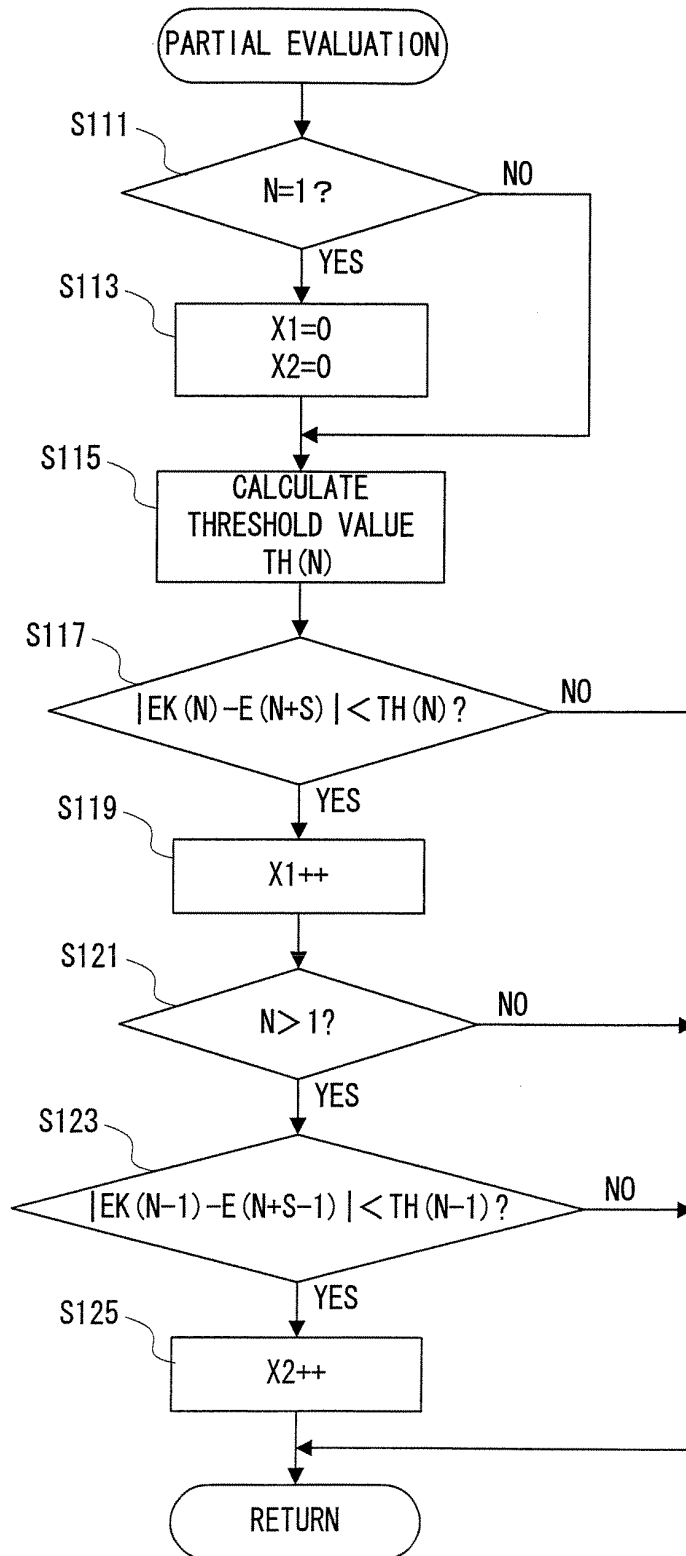 PARTIAL EVALUATION
S111
N=1?
NO
YES
S113
X1=0
X2=0
S115
CALCULATE
THRESHOLD VALUE
TH(N)
S117
|EK(N)-E(N+S)|<TH(N)?
NO
YES
S119
X1++
S121
N>1?
NO
YES
S123
|EK(N-1)-E(N+S-1)|<TH(N-1)?
NO
YES
S125
X2++
RETURN